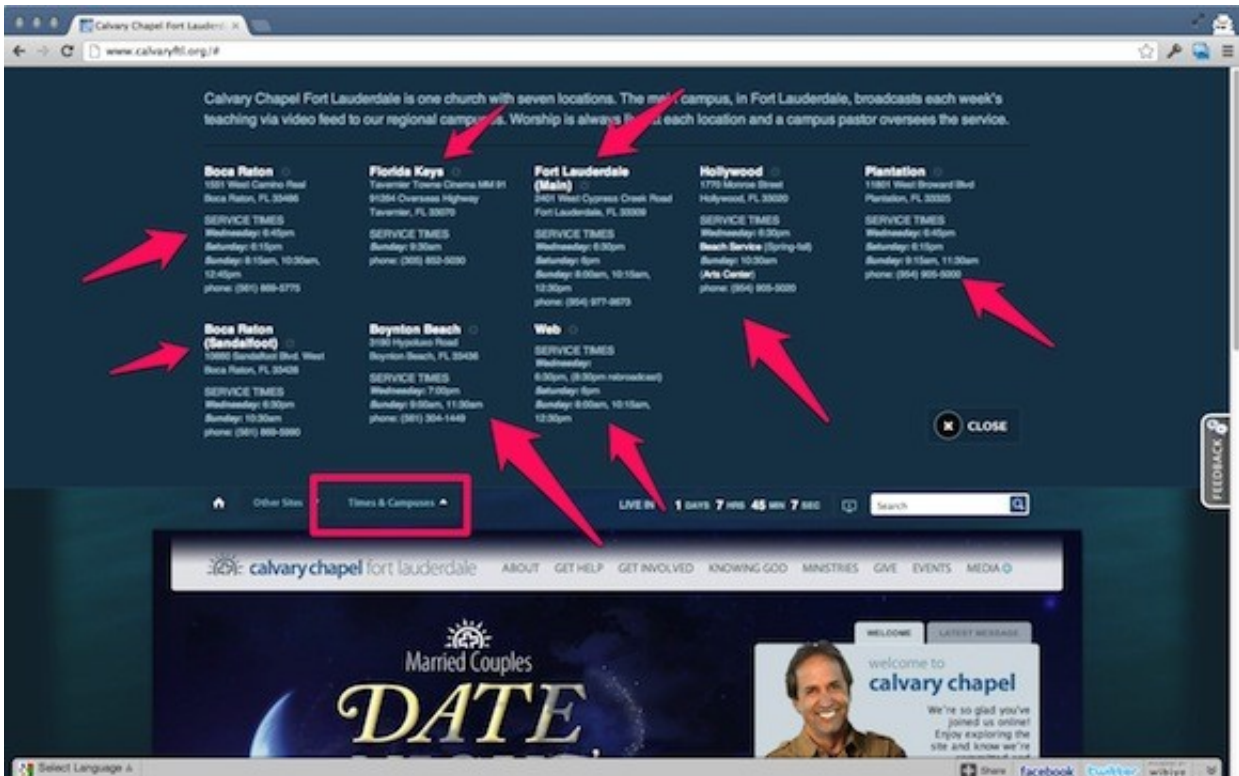 Calvary Chapel Fort Lauderd
www.calvaryftl.org/#
Calvary Chapel Fort Lauderdale is one church with seven locations. The main campus, in Fort Lauderdale, broadcasts each week's
teaching via video feed to our regional campuses. Worship is always at each location and a campus pastor oversees the service.
Boca Raton
1551 West Camino Real
Boca Raton, FL 33486
SERVICE TIMES
Wednesday: 6:45pm
Saturday: 6:15pm
Sunday: 8:15am, 10:30am,
12:45pm
phone: (561) 869-5775
Florida Keys
Tavernier Towne Cinema MM 91
Overseas Highway
Tavernier, FL 33070
SERVICE TIMES
Sunday: 9:30am
phone: (305) 852-5030
Fort Lauderdale
(Main)
2401 West Cypress Creek Road
Fort Lauderdale, FL 33309
SERVICE TIMES
Wednesday: 6:30pm
Saturday: 6pm
Sunday: 8:00am, 10:15am,
12:30pm
phone: (954) 977-9673
Hollywood
1770 Monroe Street
Hollywood, FL 33020
SERVICE TIMES
Wednesday: 6:30pm
Beach Service (Spring-fall)
Sunday: 10:30am
(Arts Center)
phone: (954) 905-5020
Plantation
11801 West Broward Blvd
Plantation, FL 33325
SERVICE TIMES
Wednesday: 6:45pm
Saturday: 6:15pm
Sunday: 9:15am, 11:30am
phone: (954) 905-5000
Boca Raton
(Sandalfoot)
Sandalfoot Blvd. West
Boca Raton, FL 33428
SERVICE TIMES
Wednesday: 6:30pm
Sunday: 10:30am
phone: (561) 869-5990
Boynton Beach
3190 Hypoluxo Road
Boynton Beach, FL 33436
SERVICE TIMES
Wednesday: 7:00pm
Sunday: 9:00am, 11:30am
phone: (561) 304-1449
Web
SERVICE TIMES
Wednesday:
6:30pm, (8:30pm rebroadcast)
Saturday: 6pm
Sunday: 8:00am, 10:15am,
12:30pm
CLOSE
FEEDBACK
Other Sites
Times & Campuses
LIVE IN 1 DAYS 7 HRS 45 MIN 7 SEC
Search
calvary chapel fort lauderdale
ABOUT GET HELP GET INVOLVED KNOWING GOD MINISTRIES GIVE EVENTS MEDIA
Married Couples
DATE
WELCOME
LATEST MESSAGE
welcome to
calvary chapel
We're so glad you've
joined us online!
Enjoy exploring the
site and know we're
Select Language
Share facebook twitter wibiya